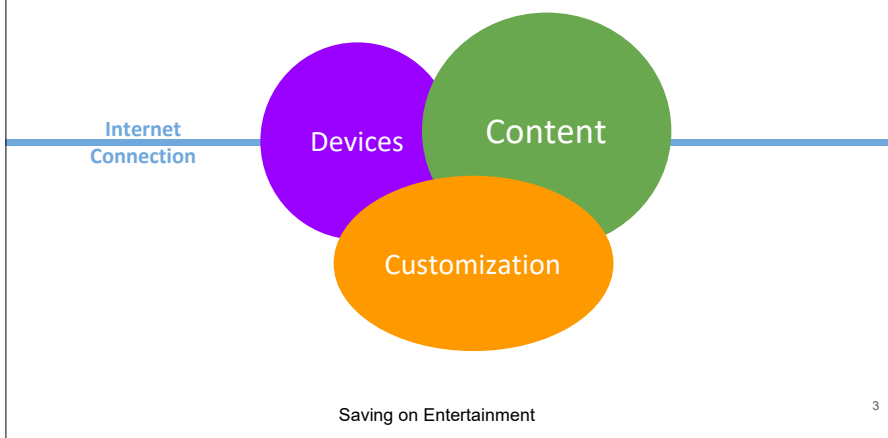 Internet
Connection
Devices
Content
Customization
Saving on Entertainment
3